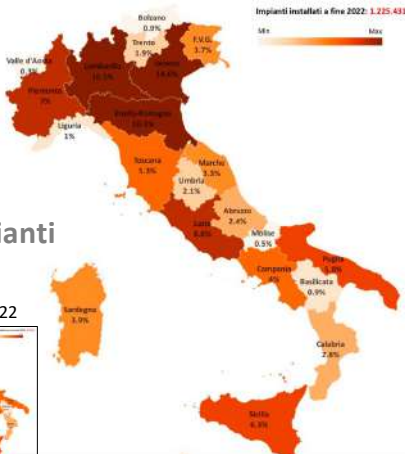 Impianti installati a fine 2022: 1.225.431
Min Max
Bolzano
0.8%
Trento
1.9%
F.V.G.
3.7%
Valle d'Aosta
0.3%
Lombardia
Veneto
14.6%
Piemonte
7%
Emilia-Romagna
Liguria
1%
Toscana
5.3%
Marche
Umbria
2.1%
Abruzzo
2.4%
Lazio
Molise
0.5%
Puglia
Campania
4%
Basilicata
0.9%
Sardegna
3.9%
Calabria
2.8%
Sicilia
6.3%
ianti
22